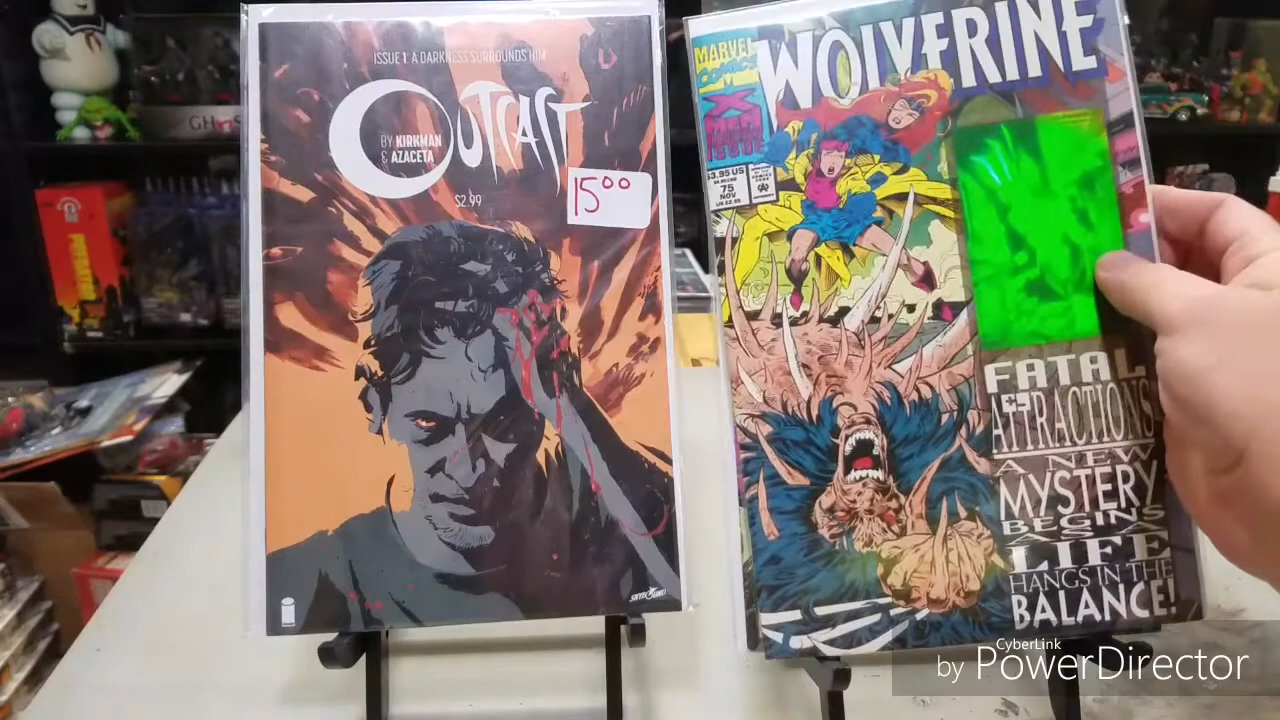 ISSUE 1: A DARKNESS SURROUNDS HIM
OUTCAST
BY KIRKMAN
& AZACETA
$2.99
15⁰⁰
MARVEL
COMICS
WOLVERINE
X
ISSUE
$3.95 US
75
NOV
FATAL
ATTRACTIONS
A NEW
MYSTERY
BEGINS
AS A
LIFE
HANGS IN THE
BALANCE!
CyberLink
by PowerDirector